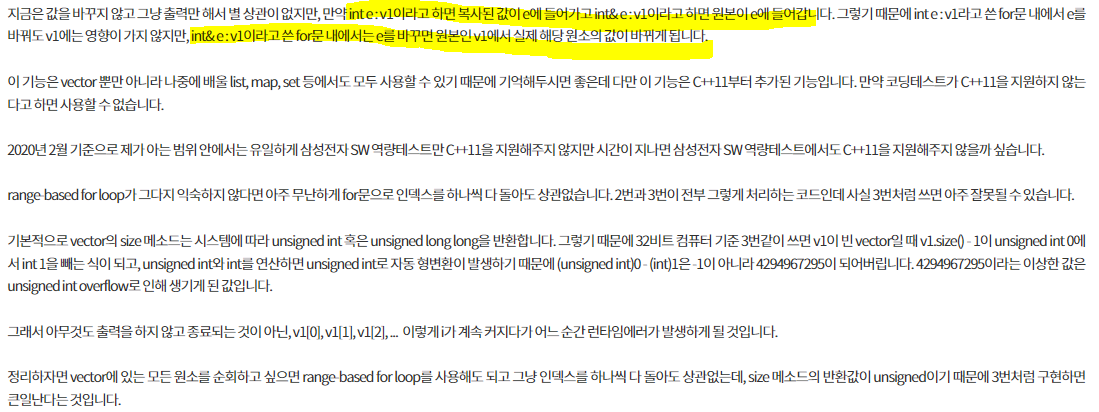 지금은 값을 바꾸지 않고 그냥 출력만 해서 별 상관이 없지만, 만약 int e : v1이라고 하면 복사된 값이 e에 들어가고 int& e : v1이라고 하면 원본이 e에 들어갑니다. 그렇기 때문에 int e : v1라고 쓴 for문 내에서 e를
바꿔도 v1에는 영향이 가지 않지만, int& e : v1이라고 쓴 for문 내에서는 e를 바꾸면 원본인 v1에서 실제 해당 원소의 값이 바뀌게 됩니다.
이 기능은 vector 뿐만 아니라 나중에 배울 list, map, set 등에서도 모두 사용할 수 있기 때문에 기억해두시면 좋은데 다만 이 기능은 C++11부터 추가된 기능입니다. 만약 코딩테스트가 C++11을 지원하지 않는
다고 하면 사용할 수 없습니다.
2020년 2월 기준으로 제가 아는 범위 안에서는 유일하게 삼성전자 SW 역량테스트만 C++11을 지원해주지 않지만 시간이 지나면 삼성전자 SW 역량테스트에서도 C++11을 지원해주지 않을까 싶습니다.
range-based for loop가 그다지 익숙하지 않다면 아주 무난하게 for문으로 인덱스를 하나씩 다 돌아도 상관없습니다. 2번과 3번이 전부 그렇게 처리하는 코드인데 사실 3번처럼 쓰면 아주 잘못될 수 있습니다.
기본적으로 vector의 size 메소드는 시스템에 따라 unsigned int 혹은 unsigned long long을 반환합니다. 그렇기 때문에 32비트 컴퓨터 기준 3번같이 쓰면 v1이 빈 vector일 때 v1.size() - 1이 unsigned int 0에
서 int 1을 빼는 식이 되고, unsigned int와 int를 연산하면 unsigned int로 자동 형변환이 발생하기 때문에 (unsigned int)0 - (int)1은 -1이 아니라 4294967295이 되어버립니다. 4294967295이라는 이상한 값은
unsigned int overflow로 인해 생기게 된 값입니다.
그래서 아무것도 출력을 하지 않고 종료되는 것이 아닌, v1[0], v1[1], v1[2], ... 이렇게 i가 계속 커지다가 어느 순간 런타임에러가 발생하게 될 것입니다.
정리하자면 vector에 있는 모든 원소를 순회하고 싶으면 range-based for loop를 사용해도 되고 그냥 인덱스를 하나씩 다 돌아도 상관없는데, size 메소드의 반환값이 unsigned이기 때문에 3번처럼 구현하면
큰일난다는 것입니다.